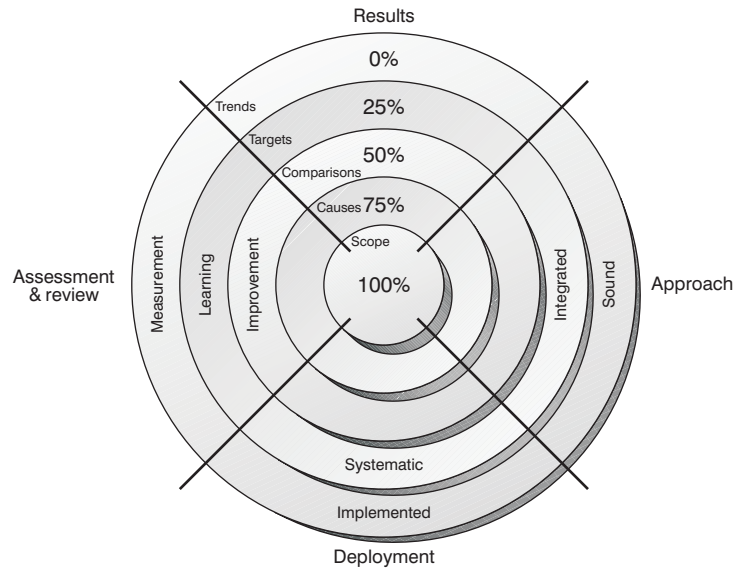 Results
0%
Trends
25%
Targets
50%
Comparisons
Causes 75%
Scope
100%
Assessment
& review
Measurement
Learning
Improvement
Integrated
Sound
Approach
Systematic
Implemented
Deployment